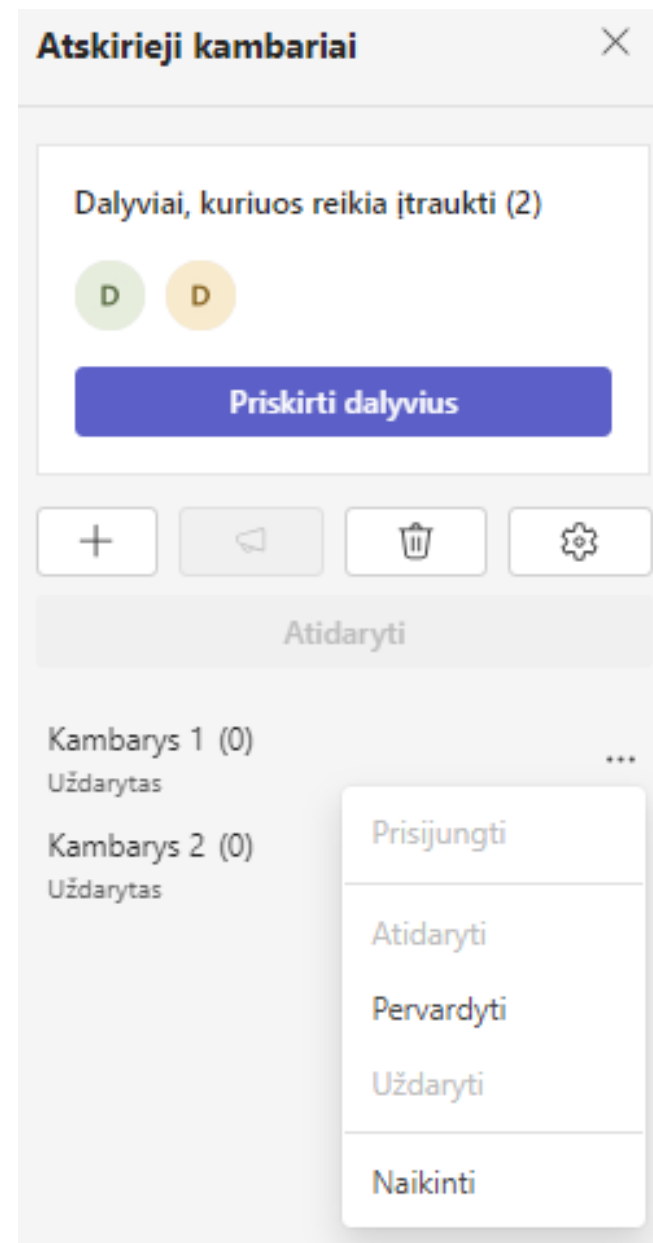 Atskirieji kambariai
Dalyviai, kuriuos reikia įtraukti (2)
D D
Priskirti dalyvius
Atidaryti
Kambarys 1 (0)
Uždarytas
Kambarys 2 (0)
Uždarytas
Prisijungti
Atidaryti
Pervardyti
Uždaryti
Naikinti